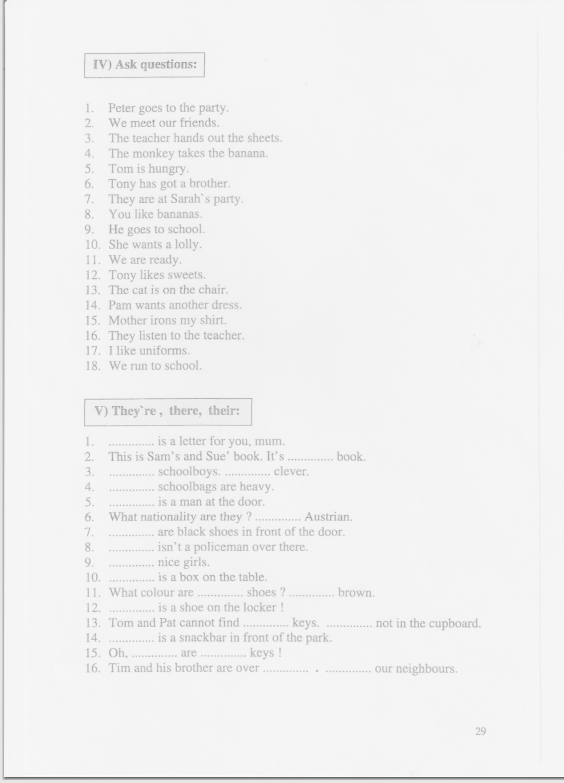 IV) Ask questions:
1. Peter goes to the party.
2. We meet our friends.
3. The teacher hands out the sheets.
4. The monkey takes the banana.
5. Tom is hungry.
6. Tony has got a brother.
7. They are at Sarah`s party.
8. You like bananas.
9. He goes to school.
10. She wants a lolly.
11. We are ready.
12. Tony likes sweets.
13. The cat is on the chair.
14. Pam wants another dress.
15. Mother irons my shirt.
16. They listen to the teacher.
17. I like uniforms.
18. We run to school.
V) They`re , there, their:
1. .............. is a letter for you, mum.
2. This is Sam’s and Sue’ book. It’s .............. book.
3. .............. schoolboys. .............. clever.
4. .............. schoolbags are heavy.
5. .............. is a man at the door.
6. What nationality are they ? .............. Austrian.
7. .............. are black shoes in front of the door.
8. .............. isn’t a policeman over there.
9. .............. nice girls.
10. .............. is a box on the table.
11. What colour are .............. shoes ? .............. brown.
12. .............. is a shoe on the locker !
13. Tom and Pat cannot find .............. keys. .............. not in the cupboard.
14. .............. is a snackbar in front of the park.
15. Oh, .............. are .............. keys !
16. Tim and his brother are over .............. . .............. our neighbours.
29